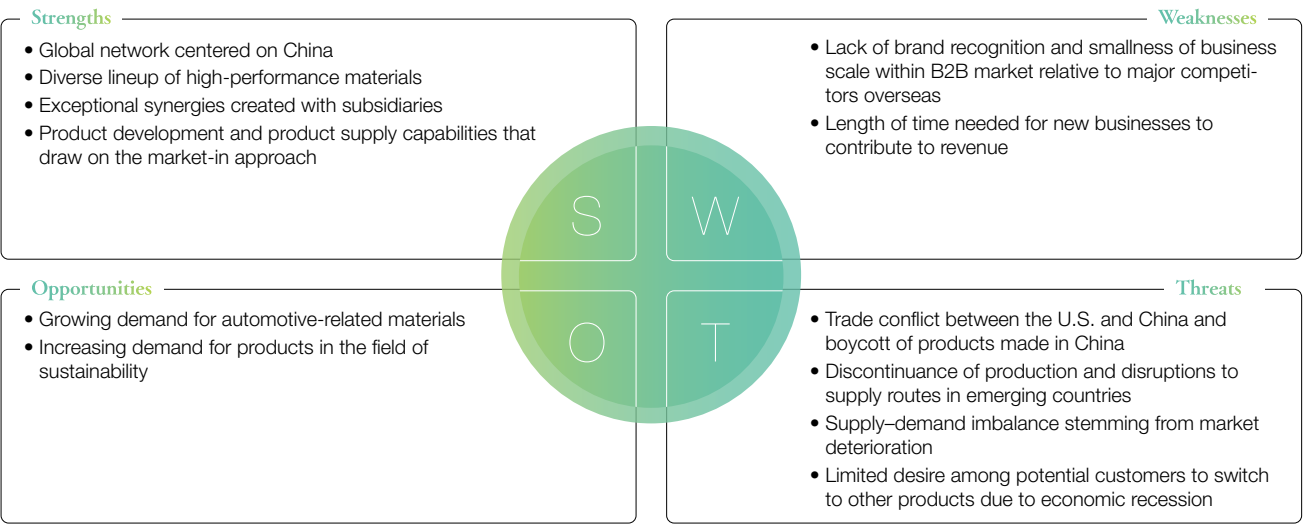 Strengths
• Global network centered on China
• Diverse lineup of high-performance materials
• Exceptional synergies created with subsidiaries
• Product development and product supply capabilities that
draw on the market-in approach
Weaknesses
• Lack of brand recognition and smallness of business
scale within B2B market relative to major competi-
tors overseas
• Length of time needed for new businesses to
contribute to revenue
S
W
O
T
Opportunities
• Growing demand for automotive-related materials
• Increasing demand for products in the field of
sustainability
Threats
• Trade conflict between the U.S. and China and
boycott of products made in China
• Discontinuance of production and disruptions to
supply routes in emerging countries
• Supply–demand imbalance stemming from market
deterioration
• Limited desire among potential customers to switch
to other products due to economic recession